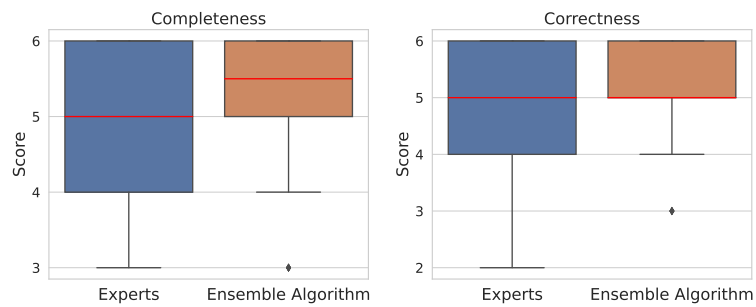 Completeness
Score
6
5
4
3
Experts
Ensemble Algorithm
Correctness
Score
6
5
4
3
2
Experts
Ensemble Algorithm